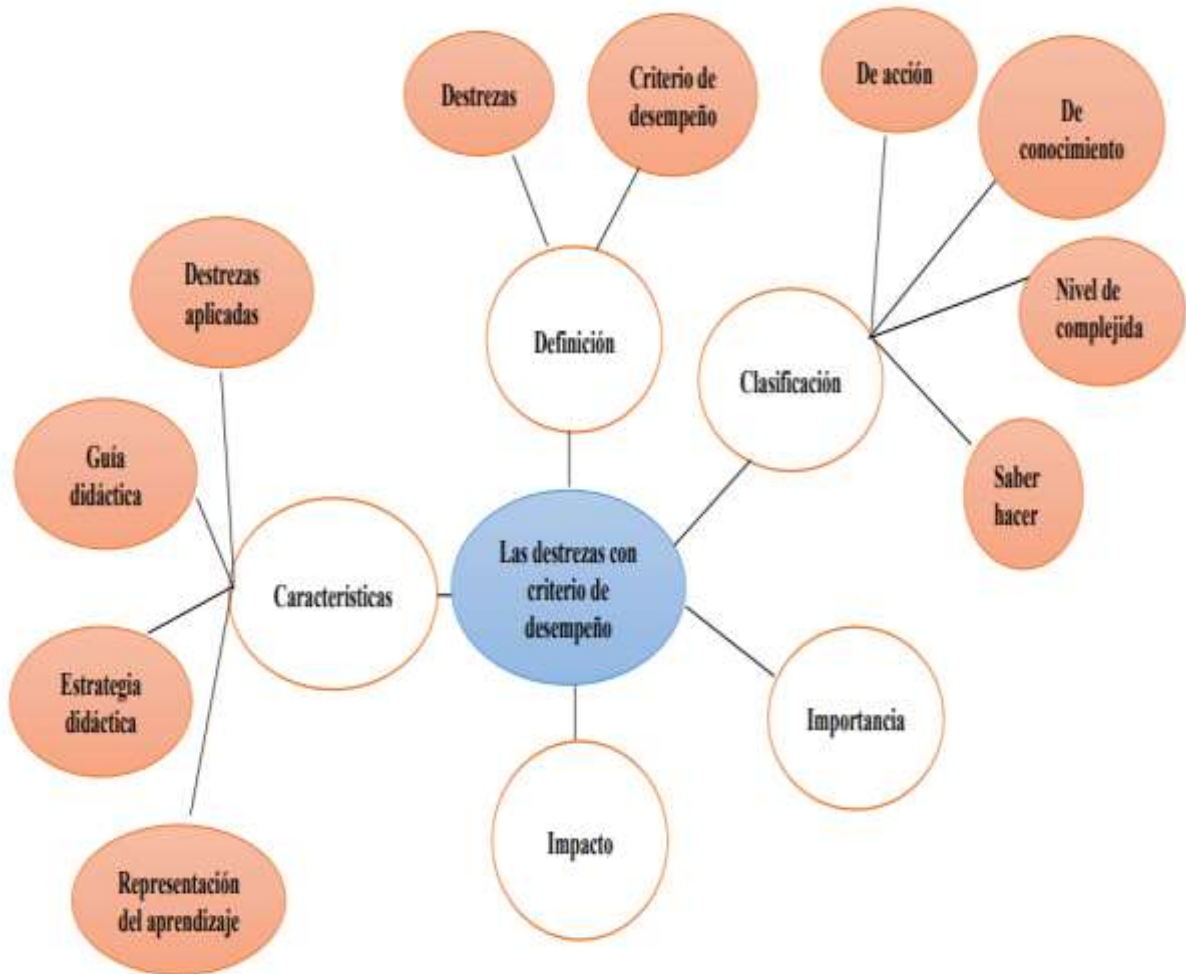 Destrezas
Criterio de
desempeño
De acción
De
conocimiento
Destrezas
aplicadas
Nivel de
complejida
Definición
Clasificación
Guia
didáctica
Saber
hacer
Las destrezas con
criterio de
desempeño
Características
Estrategia
didáctica
Importancia
Impacto
Representación
del aprendizaje